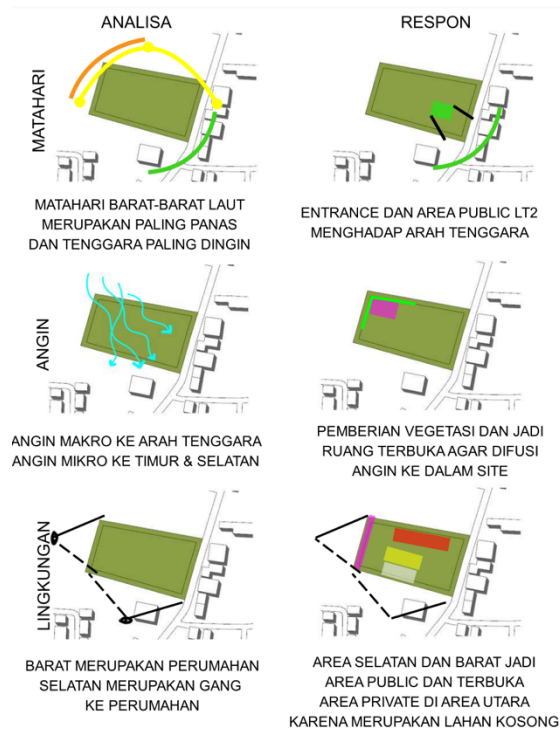 ANALISA
RESPON
MATAHARI
MATAHARI BARAT-BARAT LAUT
MERUPAKAN PALING PANAS
DAN TENGGARA PALING DINGIN
ENTRANCE DAN AREA PUBLIC LT2
MENGHADAP ARAH TENGGARA
ANGIN
ANGIN MAKRO KE ARAH TENGGARA
ANGIN MIKRO KE TIMUR & SELATAN
PEMBERIAN VEGETASI DAN JADI
RUANG TERBUKA AGAR DIFUSI
ANGIN KE DALAM SITE
LINGKUNGAN
BARAT MERUPAKAN PERUMAHAN
SELATAN MERUPAKAN GANG
KE PERUMAHAN
AREA SELATAN DAN BARAT JADI
AREA PUBLIC DAN TERBUKA
AREA PRIVATE DI AREA UTARA
KARENA MERUPAKAN LAHAN KOSONG